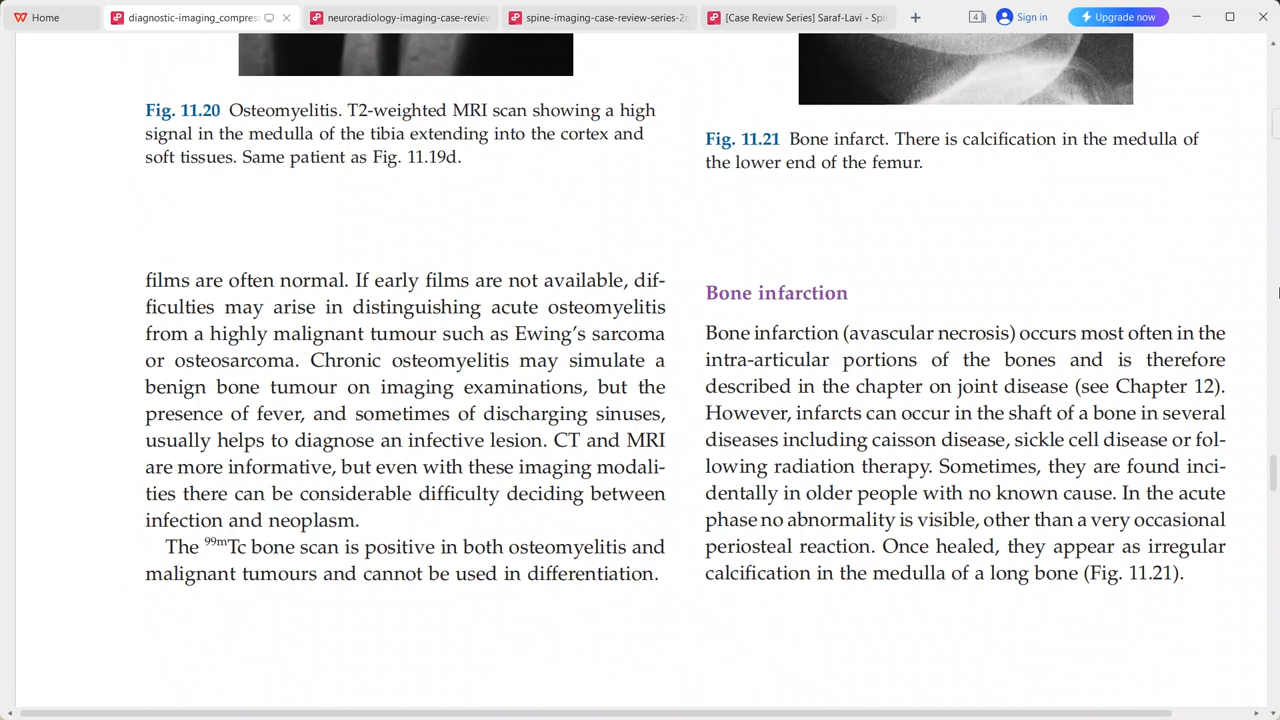 Home
diagnostic-imaging_compres
neuroradiology-imaging-case-review
spine-imaging-case-review-series-2
[Case Review Series] Saraf-Lavi - Spi
4
Sign in
Upgrade now
Fig. 11.20 Osteomyelitis. T2-weighted MRI scan showing a high
signal in the medulla of the tibia extending into the cortex and
soft tissues. Same patient as Fig. 11.19d.
films are often normal. If early films are not available, dif-
ficulties may arise in distinguishing acute osteomyelitis
from a highly malignant tumour such as Ewing's sarcoma
or osteosarcoma. Chronic osteomyelitis may simulate a
benign bone tumour on imaging examinations, but the
presence of fever, and sometimes of discharging sinuses,
usually helps to diagnose an infective lesion. CT and MRI
are more informative, but even with these imaging modali-
ties there can be considerable difficulty deciding between
infection and neoplasm.
The ⁹⁹ᵐTc bone scan is positive in both osteomyelitis and
malignant tumours and cannot be used in differentiation.
Fig. 11.21 Bone infarct. There is calcification in the medulla of
the lower end of the femur.
Bone infarction
Bone infarction (avascular necrosis) occurs most often in the
intra-articular portions of the bones and is therefore
described in the chapter on joint disease (see Chapter 12).
However, infarcts can occur in the shaft of a bone in several
diseases including caisson disease, sickle cell disease or fol-
lowing radiation therapy. Sometimes, they are found inci-
dentally in older people with no known cause. In the acute
phase no abnormality is visible, other than a very occasional
periosteal reaction. Once healed, they appear as irregular
calcification in the medulla of a long bone (Fig. 11.21).